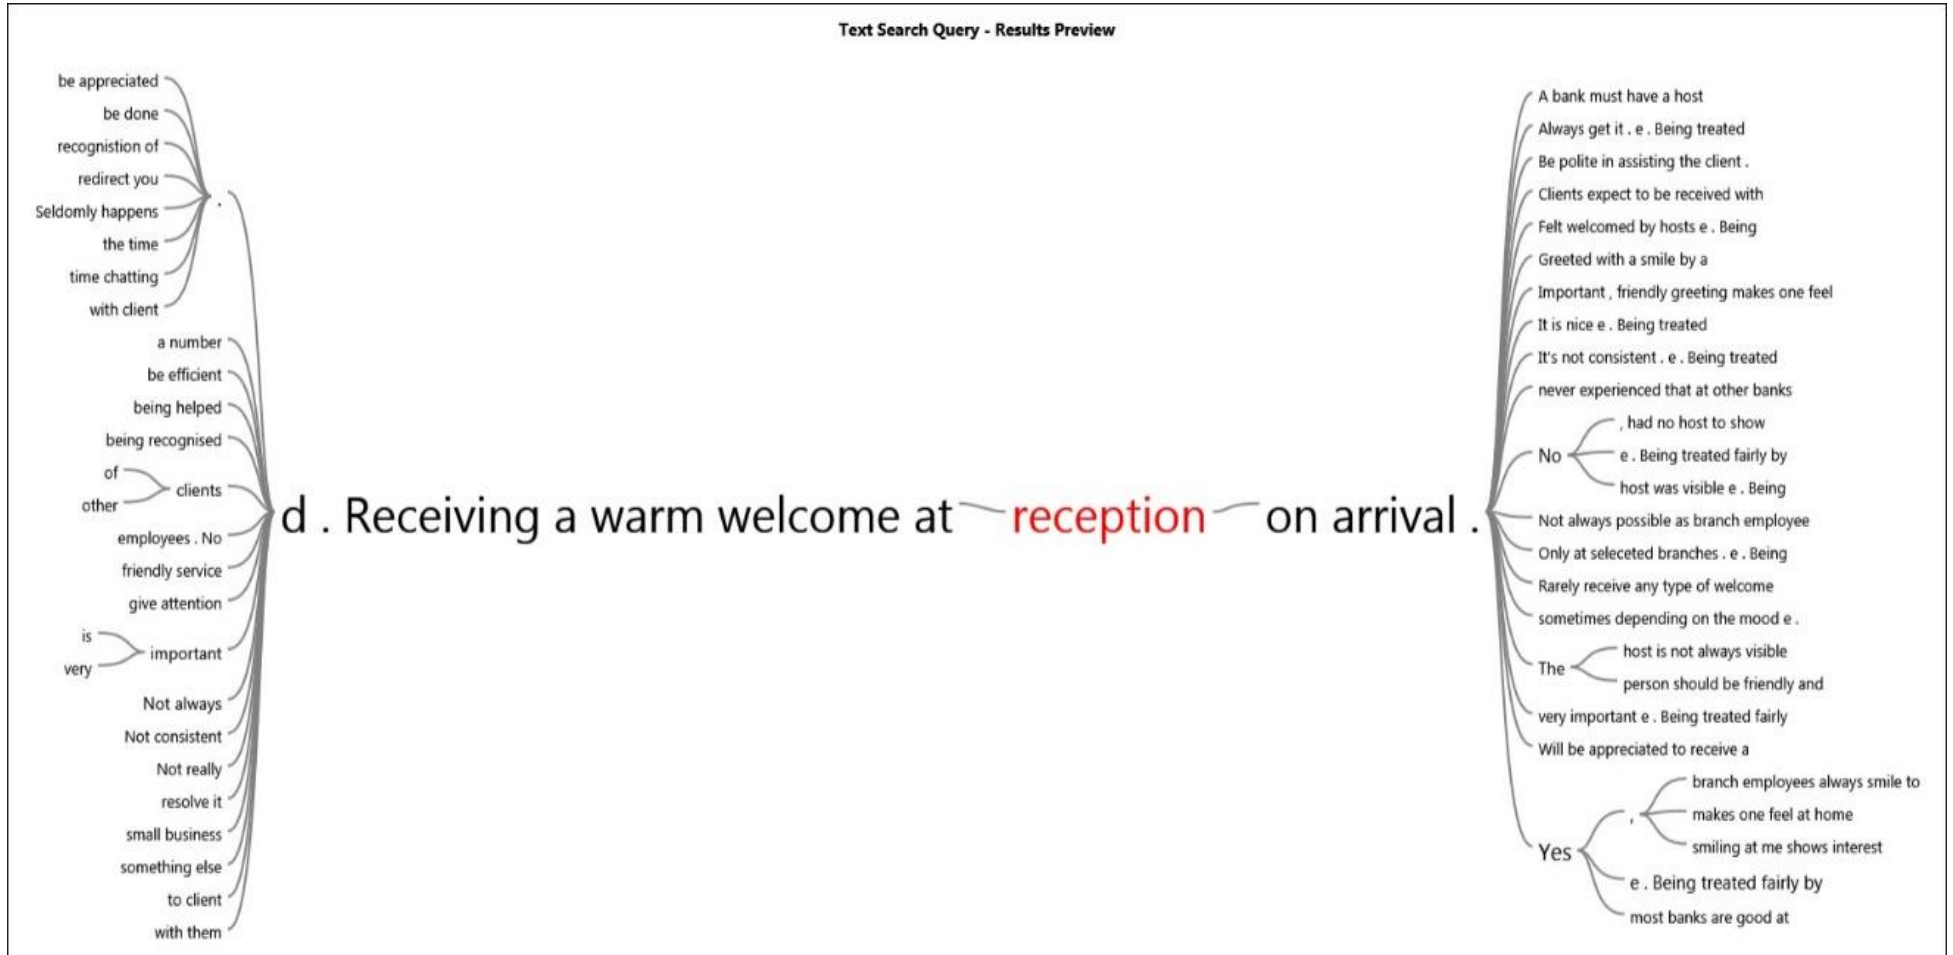 Text Search Query - Results Preview
be appreciated
be done
recognistion of
redirect you
Seldomly happens
the time
time chatting
with client
.
a number
be efficient
being helped
being recognised
of
other
clients
employees . No
friendly service
give attention
is
very
important
Not always
Not consistent
Not really
resolve it
small business
something else
to client
with them
d . Receiving a warm welcome at reception on arrival .
A bank must have a host
Always get it . e . Being treated
Be polite in assisting the client .
Clients expect to be received with
Felt welcomed by hosts e . Being
Greeted with a smile by a
Important , friendly greeting makes one feel
It is nice e . Being treated
It's not consistent . e . Being treated
never experienced that at other banks
No
, had no host to show
e . Being treated fairly by
host was visible e . Being
Not always possible as branch employee
Only at seleceted branches . e . Being
Rarely receive any type of welcome
sometimes depending on the mood e .
The
host is not always visible
person should be friendly and
very important e . Being treated fairly
Will be appreciated to receive a
Yes
,
branch employees always smile to
makes one feel at home
smiling at me shows interest
e . Being treated fairly by
most banks are good at